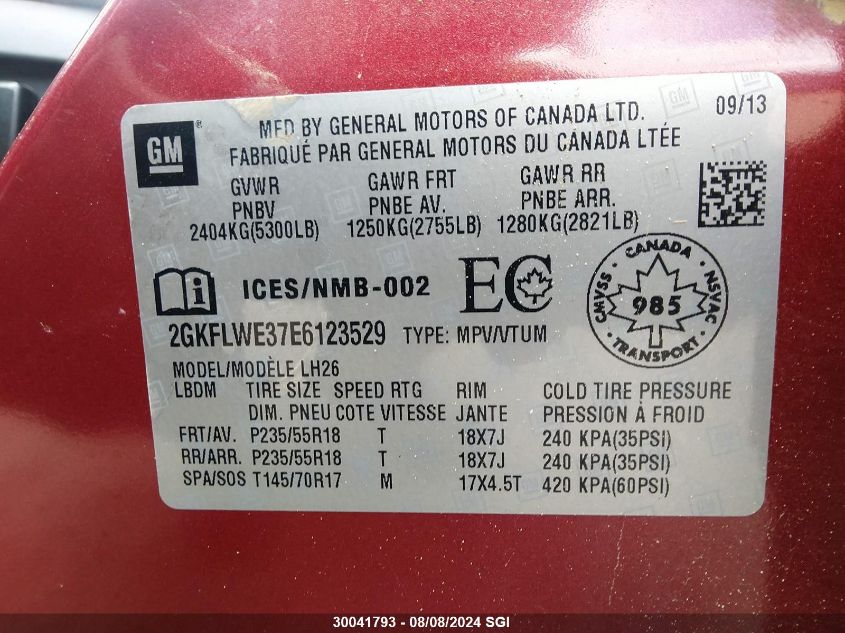 GM
MFD BY GENERAL MOTORS OF CANADA LTD. 09/13
FABRIQUÉ PAR GENERAL MOTORS DU CANADA LTÉE
GVWR GAWR FRT GAWR RR
PNBV PNBE AV. PNBE ARR.
2404KG(5300LB) 1250KG(2755LB) 1280KG(2821LB)
i ICES/NMB-002 EC
CANADA
CMVSS 985 NSVAC
TRANSPORT
2GKFLWE37E6123529 TYPE: MPV/VTUM
MODEL/MODÈLE LH26
LBDM TIRE SIZE SPEED RTG RIM COLD TIRE PRESSURE
DIM. PNEU COTE VITESSE JANTE PRESSION À FROID
FRT/AV. P235/55R18 T 18X7J 240 KPA(35PSI)
RR/ARR. P235/55R18 T 18X7J 240 KPA(35PSI)
SPA/SOS T145/70R17 M 17X4.5T 420 KPA(60PSI)
30041793 - 08/08/2024 SGI